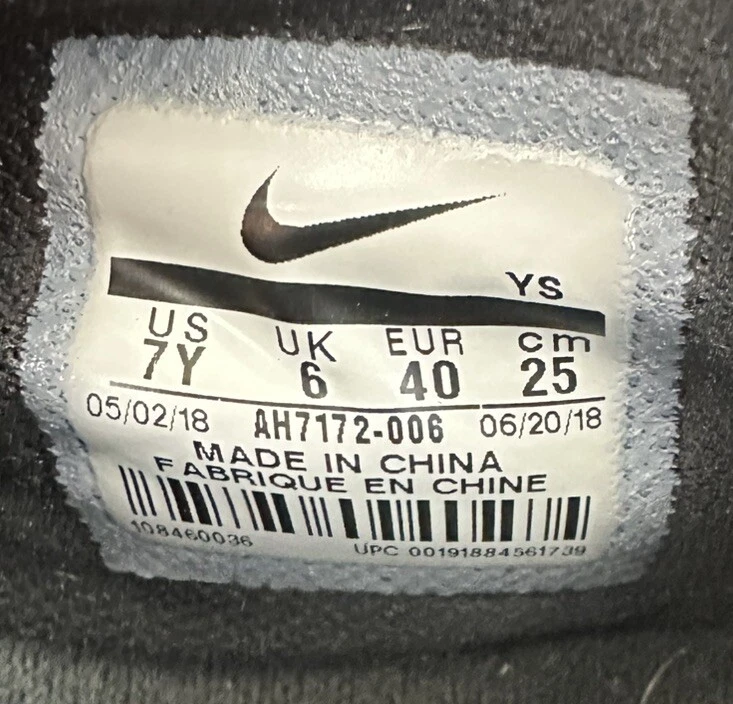 YS
US UK EUR cm
7Y 6 40 25
05/02/18 AH7172-006 06/20/18
MADE IN CHINA
FABRIQUE EN CHINE
108460036 UPC 00191884561739